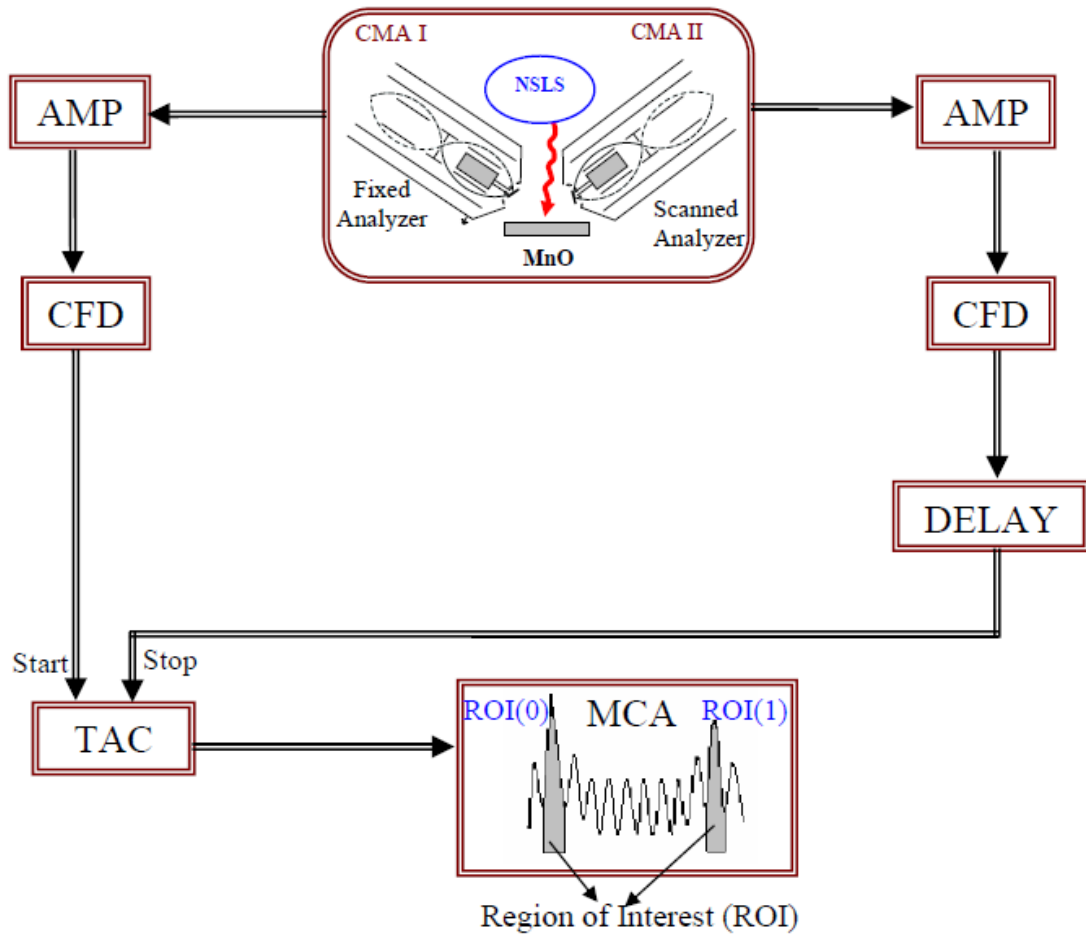 CMA I
CMA II
NSLS
AMP
AMP
Fixed
Analyzer
Scanned
Analyzer
MnO
CFD
CFD
DELAY
Start
Stop
TAC
ROI(0)
MCA
ROI(1)
Region of Interest (ROI)